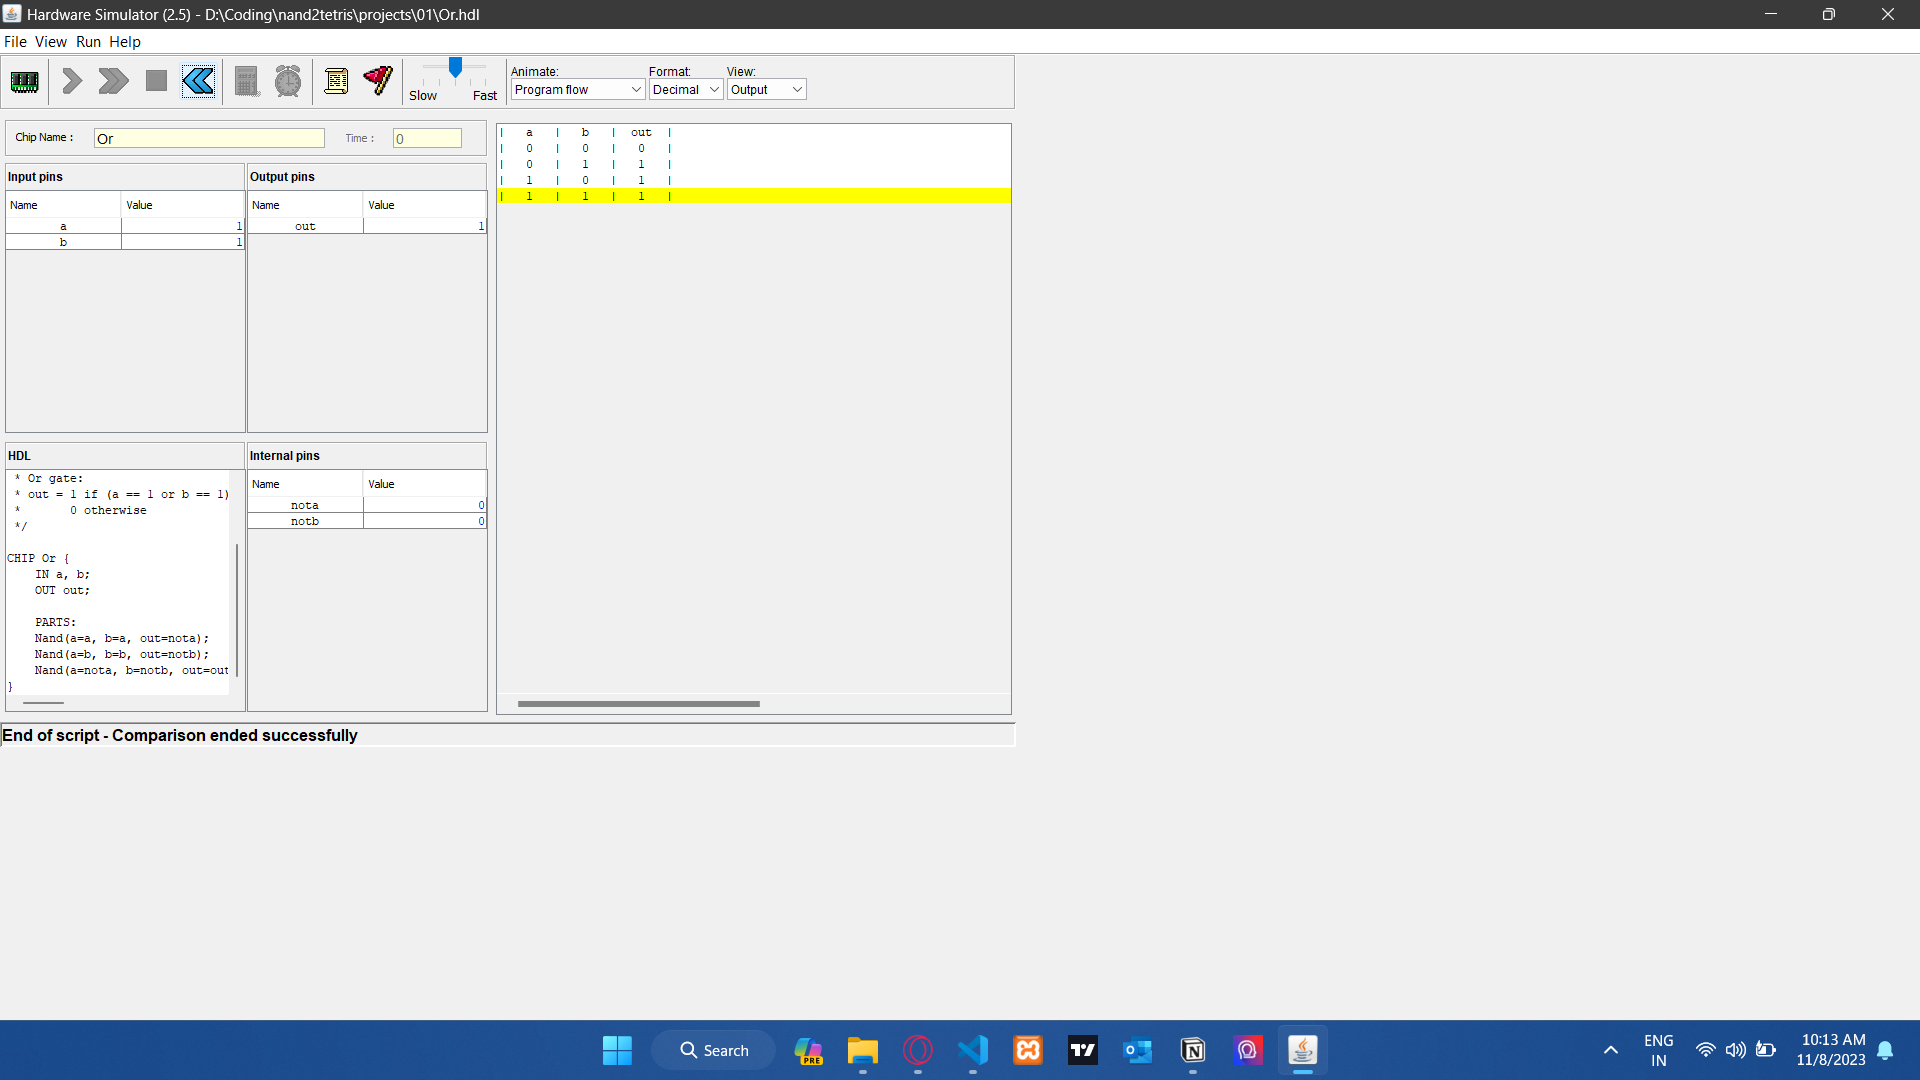 Hardware Simulator (2.5) - D:\Coding\nand2tetris\projects\01\Or.hdl
File View Run Help
Slow Fast
Animate: Format: View:
Program flow Decimal Output
Chip Name : Or Time : 0
Input pins Output pins
Name Value Name Value
a 1 out 1
b 1
| a | b | out |
| 0 | 0 | 0 |
| 0 | 1 | 1 |
| 1 | 0 | 1 |
| 1 | 1 | 1 |
HDL
* Or gate:
* out = 1 if (a == 1 or b == 1)
* 0 otherwise
*/
CHIP Or {
IN a, b;
OUT out;
PARTS:
Nand(a=a, b=a, out=nota);
Nand(a=b, b=b, out=notb);
Nand(a=nota, b=notb, out=out
}
Internal pins
Name Value
nota 0
notb 0
End of script - Comparison ended successfully
Search
PRE
ENG
IN
10:13 AM
11/8/2023